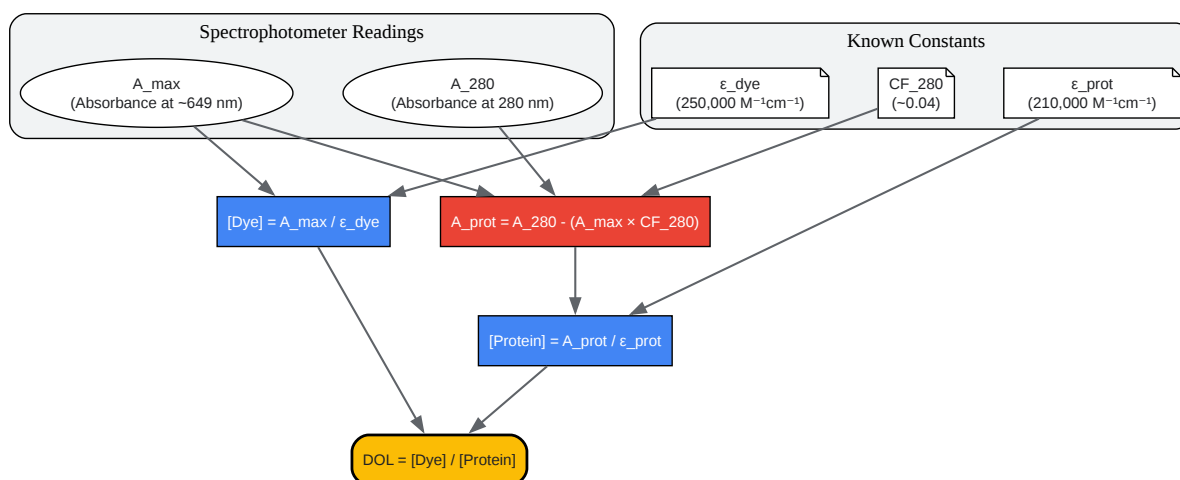 Spectrophotometer Readings
Known Constants
A_max
(Absorbance at ~649 nm)
A_280
(Absorbance at 280 nm)
ε_dye
(250,000 M⁻¹cm⁻¹)
CF_280
(~0.04)
ε_prot
(210,000 M⁻¹cm⁻¹)
[Dye] = A_max / ε_dye
A_prot = A_280 - (A_max × CF_280)
[Protein] = A_prot / ε_prot
DOL = [Dye] / [Protein]